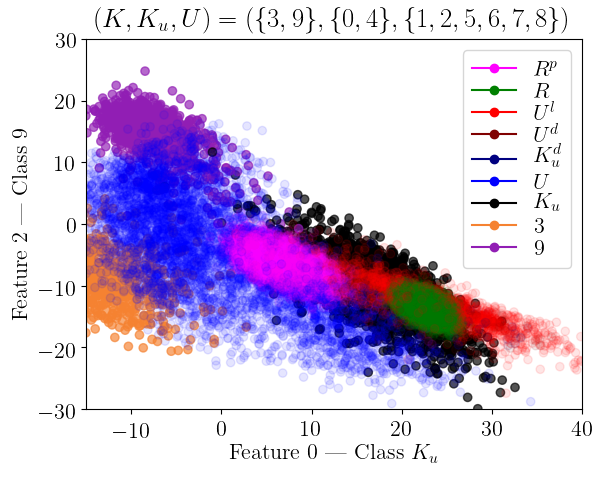 (K, K_u, U) = ({3, 9}, {0, 4}, {1, 2, 5, 6, 7, 8})
30
20
10
0
−10
−20
−30
Feature 2 — Class 9
R^p
R
U^l
U^d
K_u^d
U
K_u
3
9
−10
0
10
20
30
40
Feature 0 — Class K_u